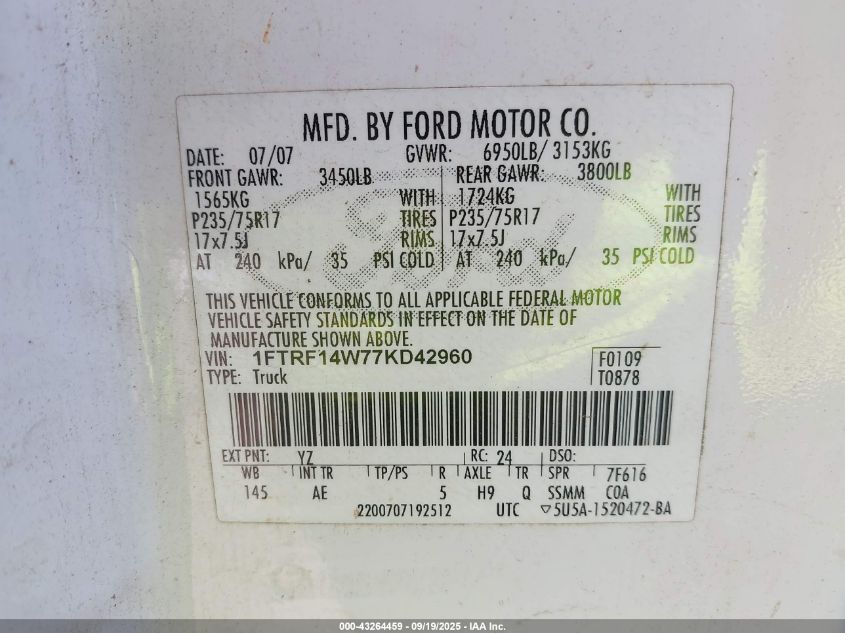 MFD. BY FORD MOTOR CO.
DATE: 07/07 GVWR: 6950LB/ 3153KG
FRONT GAWR: 3450LB REAR GAWR: 3800LB
1565KG WITH 1724KG WITH
P235/75R17 TIRES P235/75R17 TIRES
17x7.5J RIMS 17x7.5J RIMS
AT 240 kPa/ 35 PSI COLD AT 240 kPa/ 35 PSI COLD
THIS VEHICLE CONFORMS TO ALL APPLICABLE FEDERAL MOTOR
VEHICLE SAFETY STANDARDS IN EFFECT ON THE DATE OF
MANUFACTURE SHOWN ABOVE.
VIN: 1FTRF14W77KD42960 F0109
TYPE: Truck T0878
EXT PNT: YZ RC: 24 DSO:
WB INT TR TP/PS R AXLE TR SPR 7F616
145 AE 5 H9 Q SSMM COA
2200707192512 UTC ▽5U5A-1520472-BA
Ford
000-43264459 - 09/19/2025 - IAA Inc.